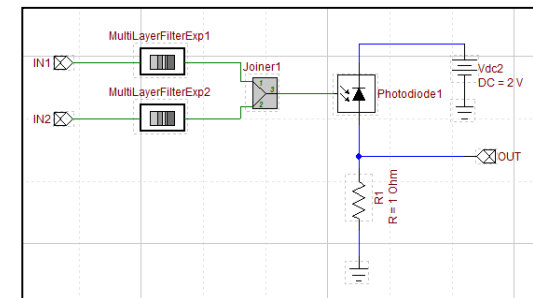 MultiLayerFilterExp1
IN1
Joiner1
1
3
2
MultiLayerFilterExp2
IN2
Photodiode1
Vdc2
DC = 2 V
OUT
R1
R = 1 Ohm